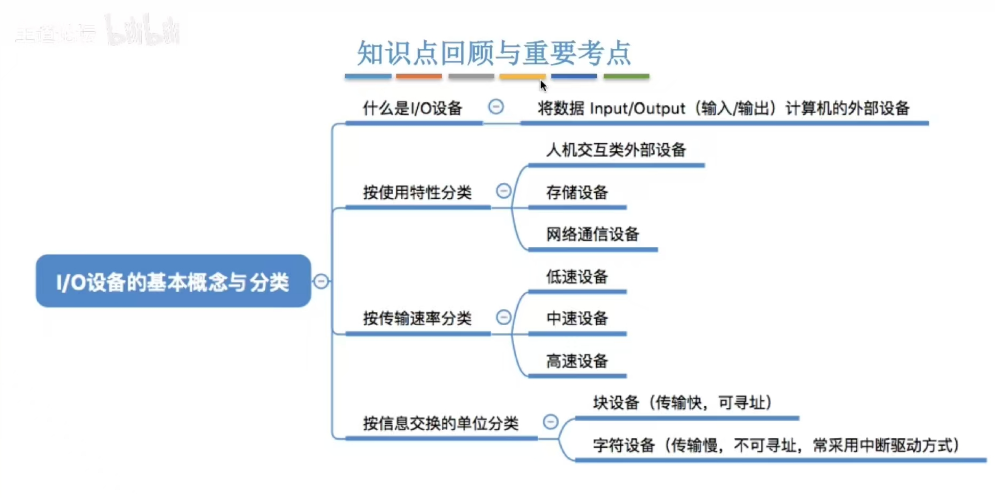 bilibili
知识点回顾与重要考点
什么是I/O设备
将数据 Input/Output（输入/输出）计算机的外部设备
人机交互类外部设备
按使用特性分类
存储设备
网络通信设备
I/O设备的基本概念与分类
低速设备
按传输速率分类
中速设备
高速设备
块设备（传输快，可寻址）
按信息交换的单位分类
字符设备（传输慢，不可寻址，常采用中断驱动方式）